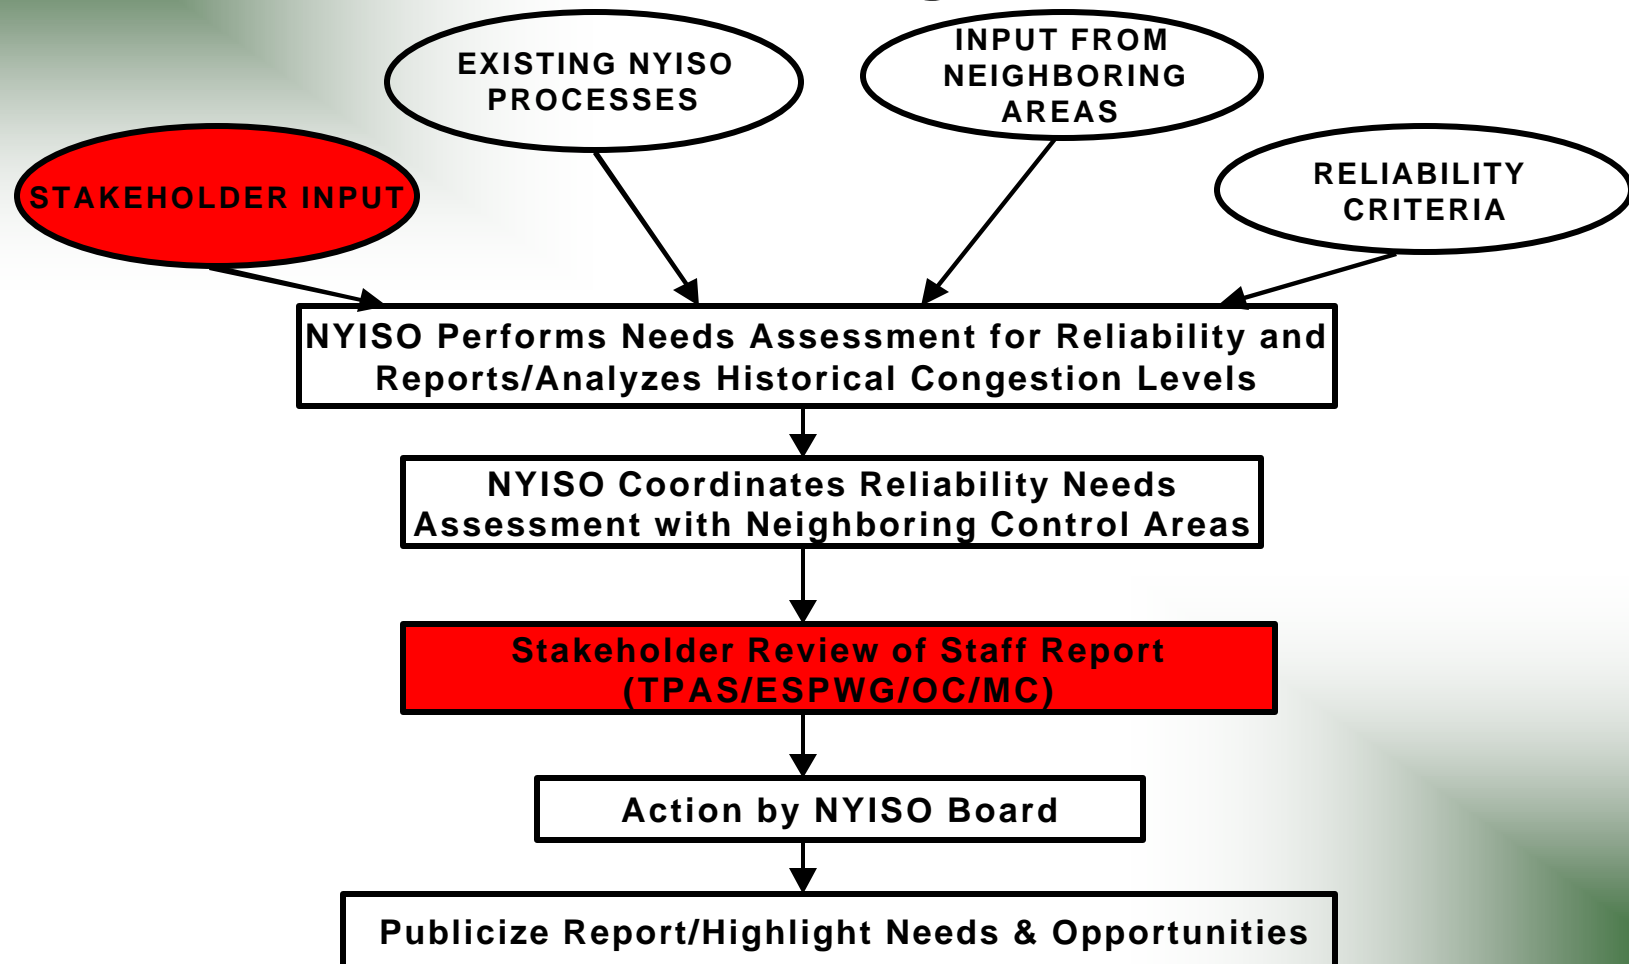 EXISTING NYISO
PROCESSES
INPUT FROM
NEIGHBORING
AREAS
STAKEHOLDER INPUT
RELIABILITY
CRITERIA
NYISO Performs Needs Assessment for Reliability and
Reports/Analyzes Historical Congestion Levels
NYISO Coordinates Reliability Needs
Assessment with Neighboring Control Areas
Stakeholder Review of Staff Report
(TPAS/ESPWG/OC/MC)
Action by NYISO Board
Publicize Report/Highlight Needs & Opportunities